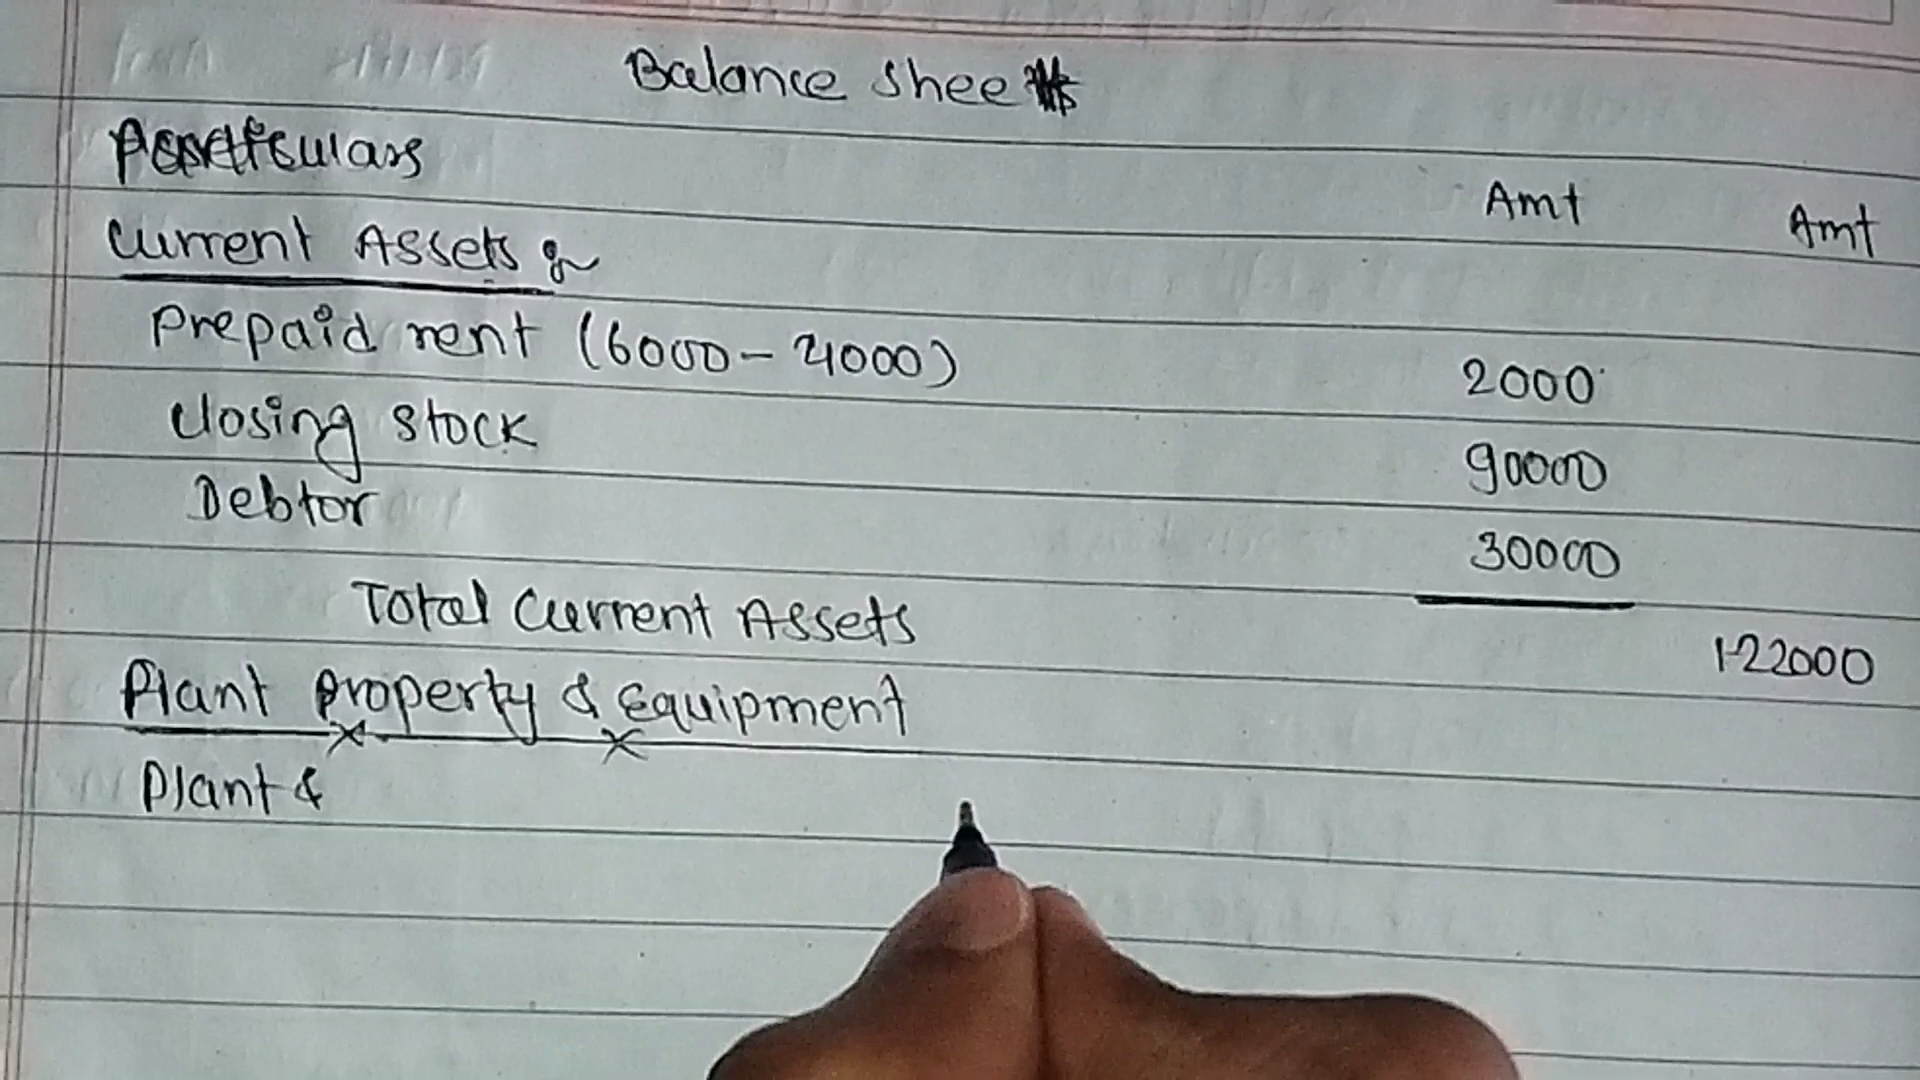 Balance Sheet
Particulars
Amt Amt
Current Assets :-
Prepaid rent (6000 - 4000) 2000
Closing Stock 90000
Debtor 30000
Total Current Assets 122000
Plant Property & Equipment
Plant &